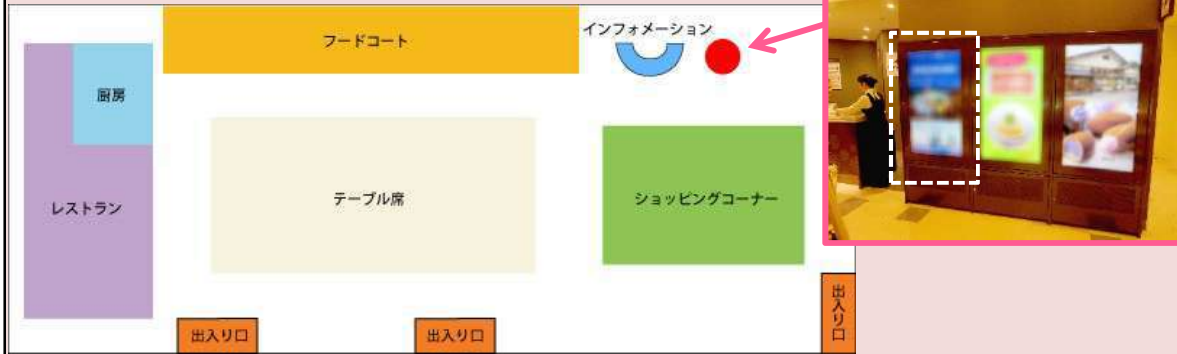 フードコート
インフォメーション
厨房
レストラン
テーブル席
ショッピングコーナー
出入り口
出入り口
出入り口